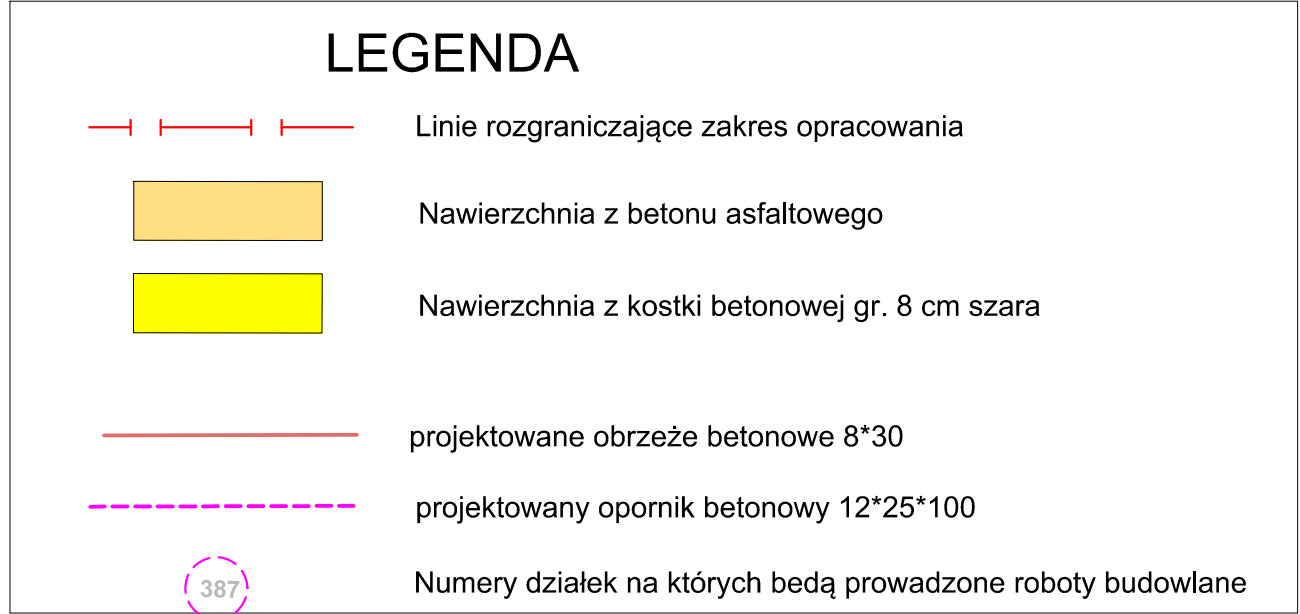 LEGENDA
Linie rozgraniczające zakres opracowania
Nawierzchnia z betonu asfaltowego
Nawierzchnia z kostki betonowej gr. 8 cm szara
projektowane obrzeże betonowe 8*30
projektowany opornik betonowy 12*25*100
387 Numery działek na których bedą prowadzone roboty budowlane